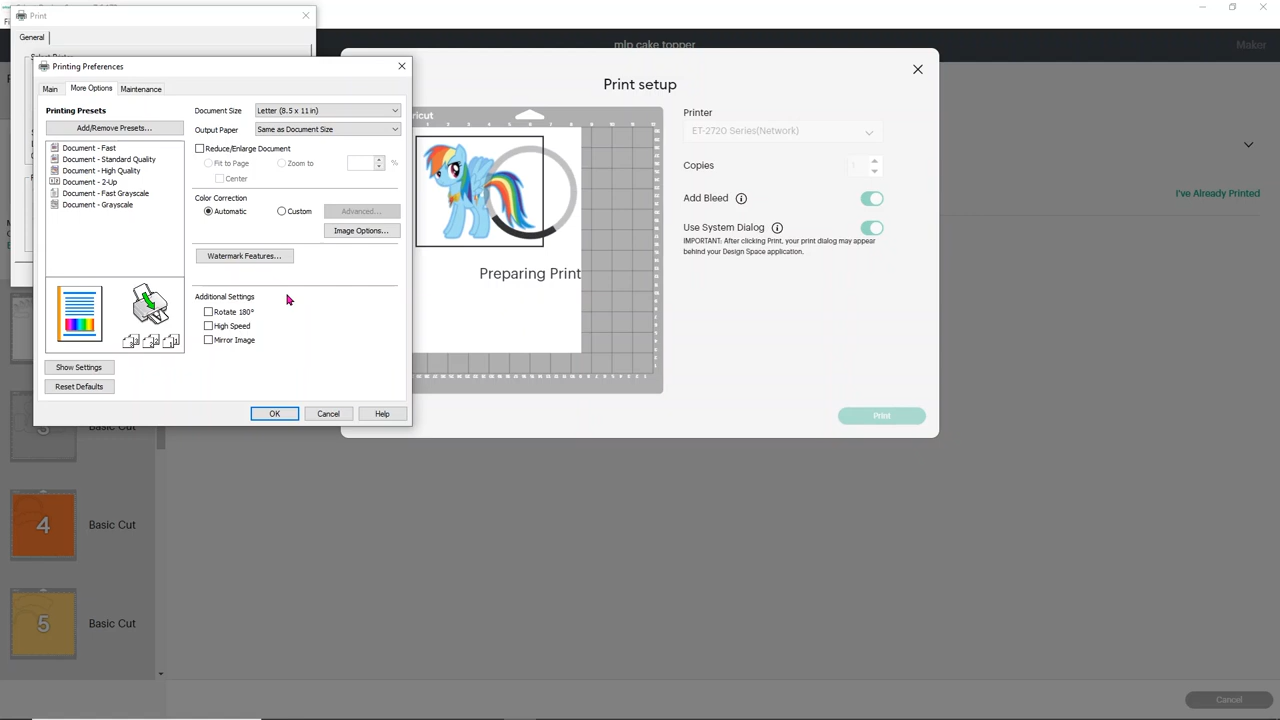 Print
General
Printing Preferences
Main
More Options
Maintenance
Printing Presets
Add/Remove Presets...
Document - Fast
Document - Standard Quality
Document - High Quality
Document - 2-Up
Document - Fast Grayscale
Document - Grayscale
Show Settings
Reset Defaults
Document Size
Letter (8.5 x 11 in)
Output Paper
Same as Document Size
Reduce/Enlarge Document
Fit to Page
Zoom to
%
Center
Color Correction
Automatic
Custom
Advanced...
Image Options...
Watermark Features...
Additional Settings
Rotate 180°
High Speed
Mirror Image
OK
Cancel
Help
mlp cake topper
Maker
Print setup
Preparing Print
Printer
ET-2720 Series(Network)
Copies
1
Add Bleed
Use System Dialog
IMPORTANT: After clicking Print, your print dialog may appear
behind your Design Space application.
Print
I've Already Printed
3
Basic Cut
4
Basic Cut
5
Basic Cut
Cancel